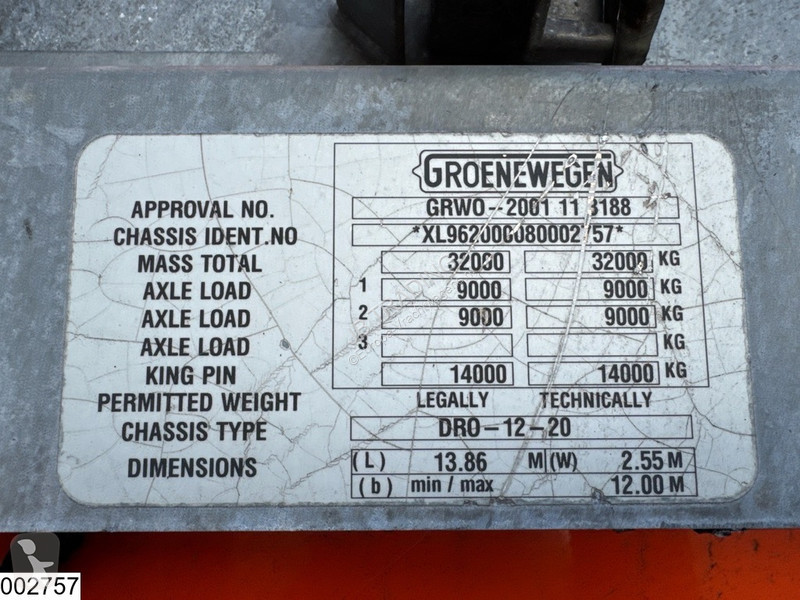 GROENEWEGEN
APPROVAL NO. GRWO--2001 11 3188
CHASSIS IDENT.NO
MASS TOTAL 32000 32000 KG
AXLE LOAD 1 9000 9000 KG
AXLE LOAD 2 9000 9000 KG
AXLE LOAD 3 KG
KING PIN 14000 14000 KG
PERMITTED WEIGHT LEGALLY TECHNICALLY
CHASSIS TYPE DRO-12-20
DIMENSIONS (L) 13.86 M (W) 2.55 M
(b) min / max 12.00 M
002757